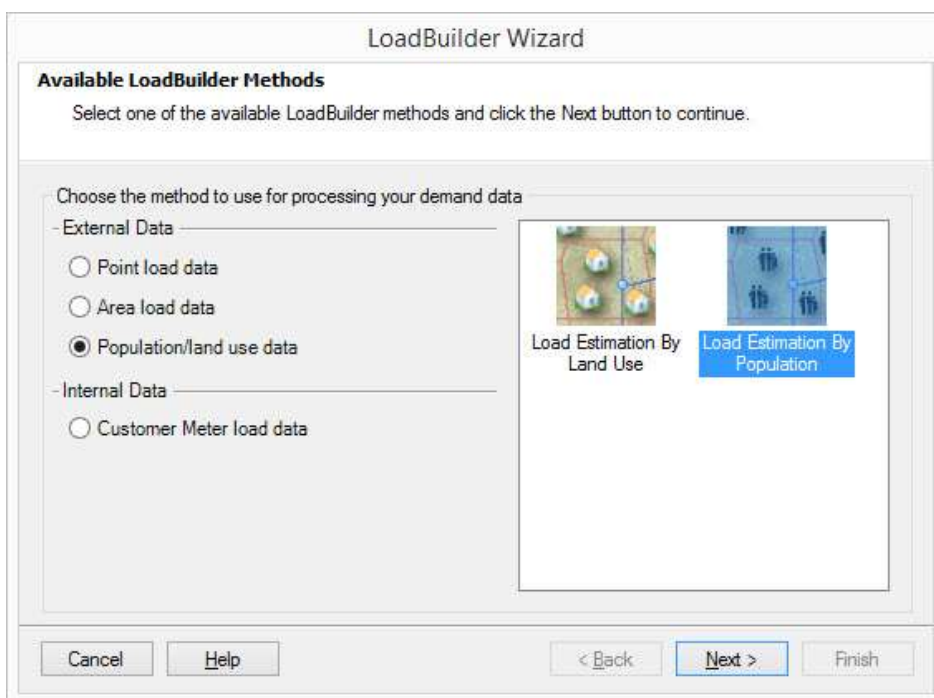 LoadBuilder Wizard
Available LoadBuilder Methods
Select one of the available LoadBuilder methods and click the Next button to continue.
Choose the method to use for processing your demand data
External Data
Point load data
Area load data
Population/land use data
Internal Data
Customer Meter load data
Load Estimation By
Land Use
Load Estimation By
Population
Cancel
Help
< Back
Next >
Finish